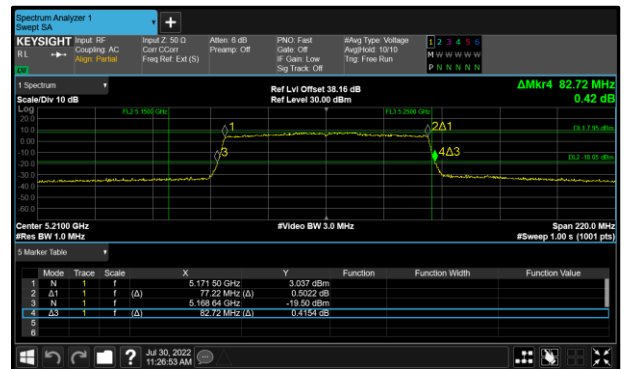 Spectrum Analyzer 1
Swept SA
+
KEYSIGHT Input: RF Input Z: 50 Ω Atten: 6 dB PNO: Fast #Avg Type: Voltage 1 2 3 4 5 6
RL Coupling: AC Corr CCorr Preamp: Off Gate: Off Avg|Hold: 10/10 M W W W W W
Align: Partial Freq Ref: Ext (S) IF Gain: Low Trig: Free Run
Sig Track: Off P N N N N N
1 Spectrum Ref Lvl Offset 38.16 dB ΔMkr4 82.72 MHz
Scale/Div 10 dB Ref Level 30.00 dBm 0.42 dB
Log FL2 5.1500 GHz FL3 5.2500 GHz
20.0
10.0 1 2Δ1 DL1 7.95 dBm
0.00
-10.0 3 4Δ3 DL2 -18.05 dBm
-20.0
-30.0
-40.0
-50.0
-60.0
Center 5.2100 GHz #Video BW 3.0 MHz Span 220.0 MHz
#Res BW 1.0 MHz #Sweep 1.00 s (1001 pts)
5 Marker Table
Mode Trace Scale X Y Function Function Width Function Value
1 N 1 f 5.171 50 GHz 3.037 dBm
2 Δ1 1 f (Δ) 77.22 MHz (Δ) 0.5022 dB
3 N 1 f 5.168 64 GHz -19.50 dBm
4 Δ3 1 f (Δ) 82.72 MHz (Δ) 0.4154 dB
5
6
? Jul 30, 2022
11:26:53 AM